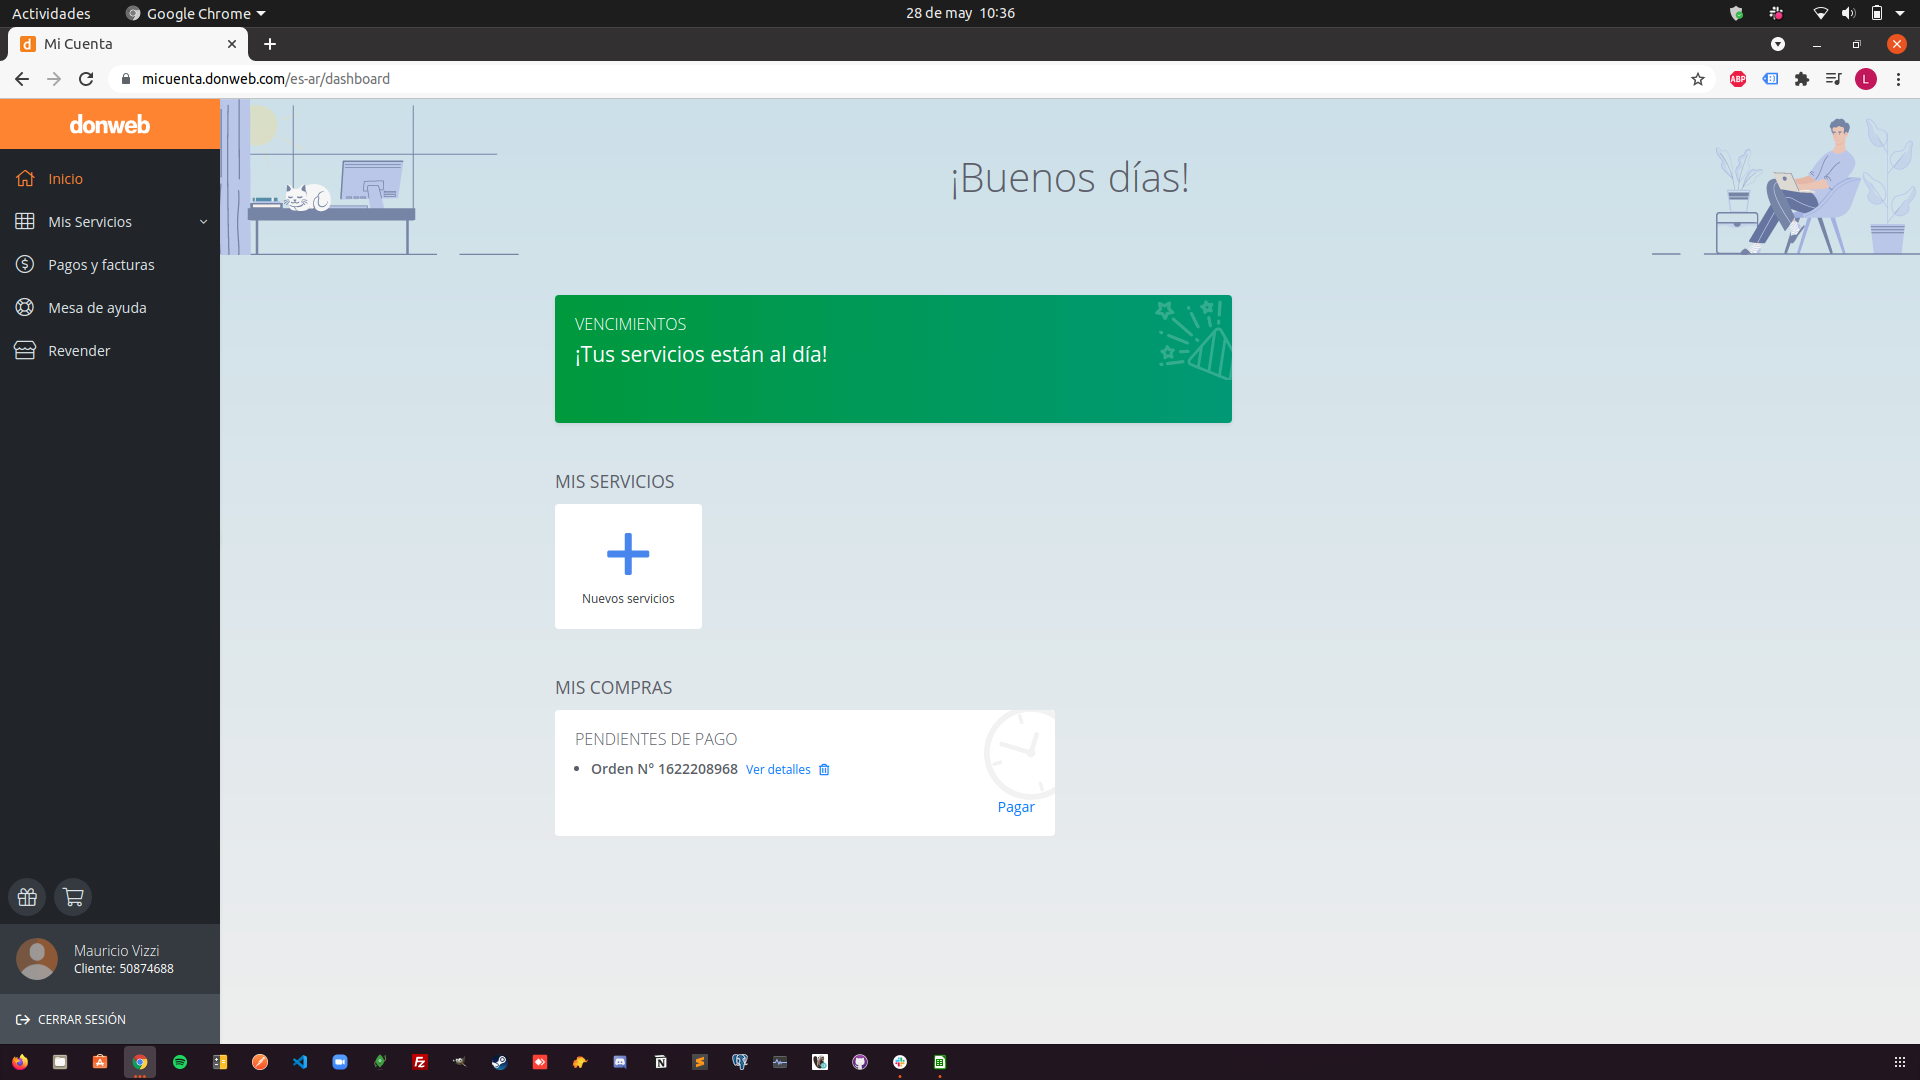 Actividades
Google Chrome
28 de may 10:36
Mi Cuenta
micuenta.donweb.com/es-ar/dashboard
ABP
L
donweb
Inicio
Mis Servicios
Pagos y facturas
Mesa de ayuda
Revender
¡Buenos días!
VENCIMIENTOS
¡Tus servicios están al día!
MIS SERVICIOS
Nuevos servicios
MIS COMPRAS
PENDIENTES DE PAGO
Orden N° 1622208968 Ver detalles
Pagar
Mauricio Vizzi
Cliente: 50874688
CERRAR SESIÓN